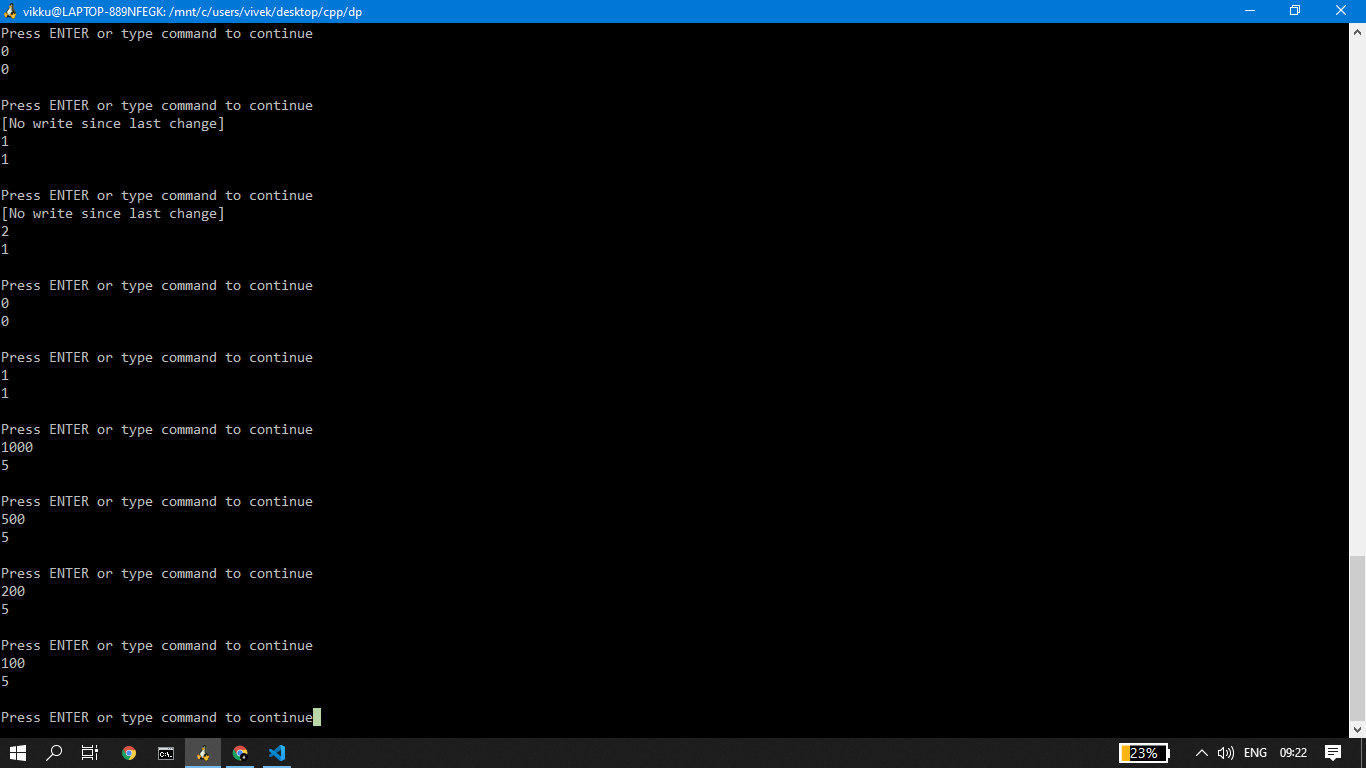 vikku@LAPTOP-889NFEGK: /mnt/c/users/vivek/desktop/cpp/dp
Press ENTER or type command to continue
0
0
Press ENTER or type command to continue
[No write since last change]
1
1
Press ENTER or type command to continue
[No write since last change]
2
1
Press ENTER or type command to continue
0
0
Press ENTER or type command to continue
1
1
Press ENTER or type command to continue
1000
5
Press ENTER or type command to continue
500
5
Press ENTER or type command to continue
200
5
Press ENTER or type command to continue
100
5
Press ENTER or type command to continue
23% ENG 09:22